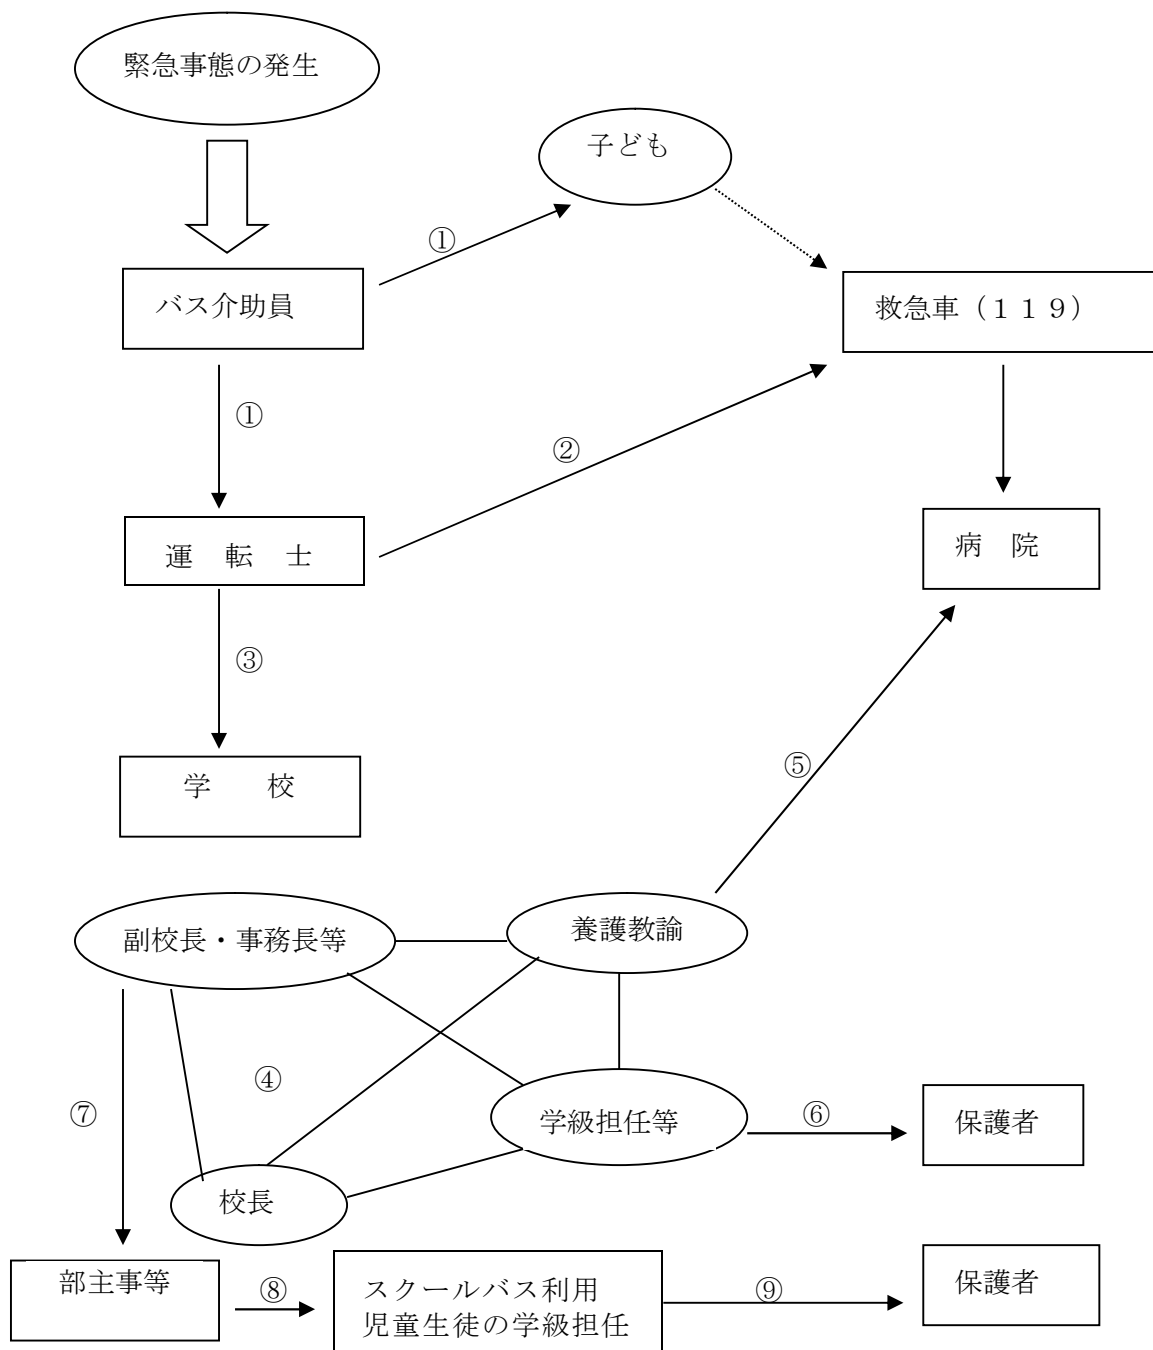 緊急事態の発生
子ども
①
バス介助員
救急車（１１９）
①
②
運　転　士
病　院
③
⑤
学　　校
副校長・事務長等
養護教諭
④
⑦
学級担任等
⑥
保護者
校長
部主事等
⑧
スクールバス利用
児童生徒の学級担任
⑨
保護者